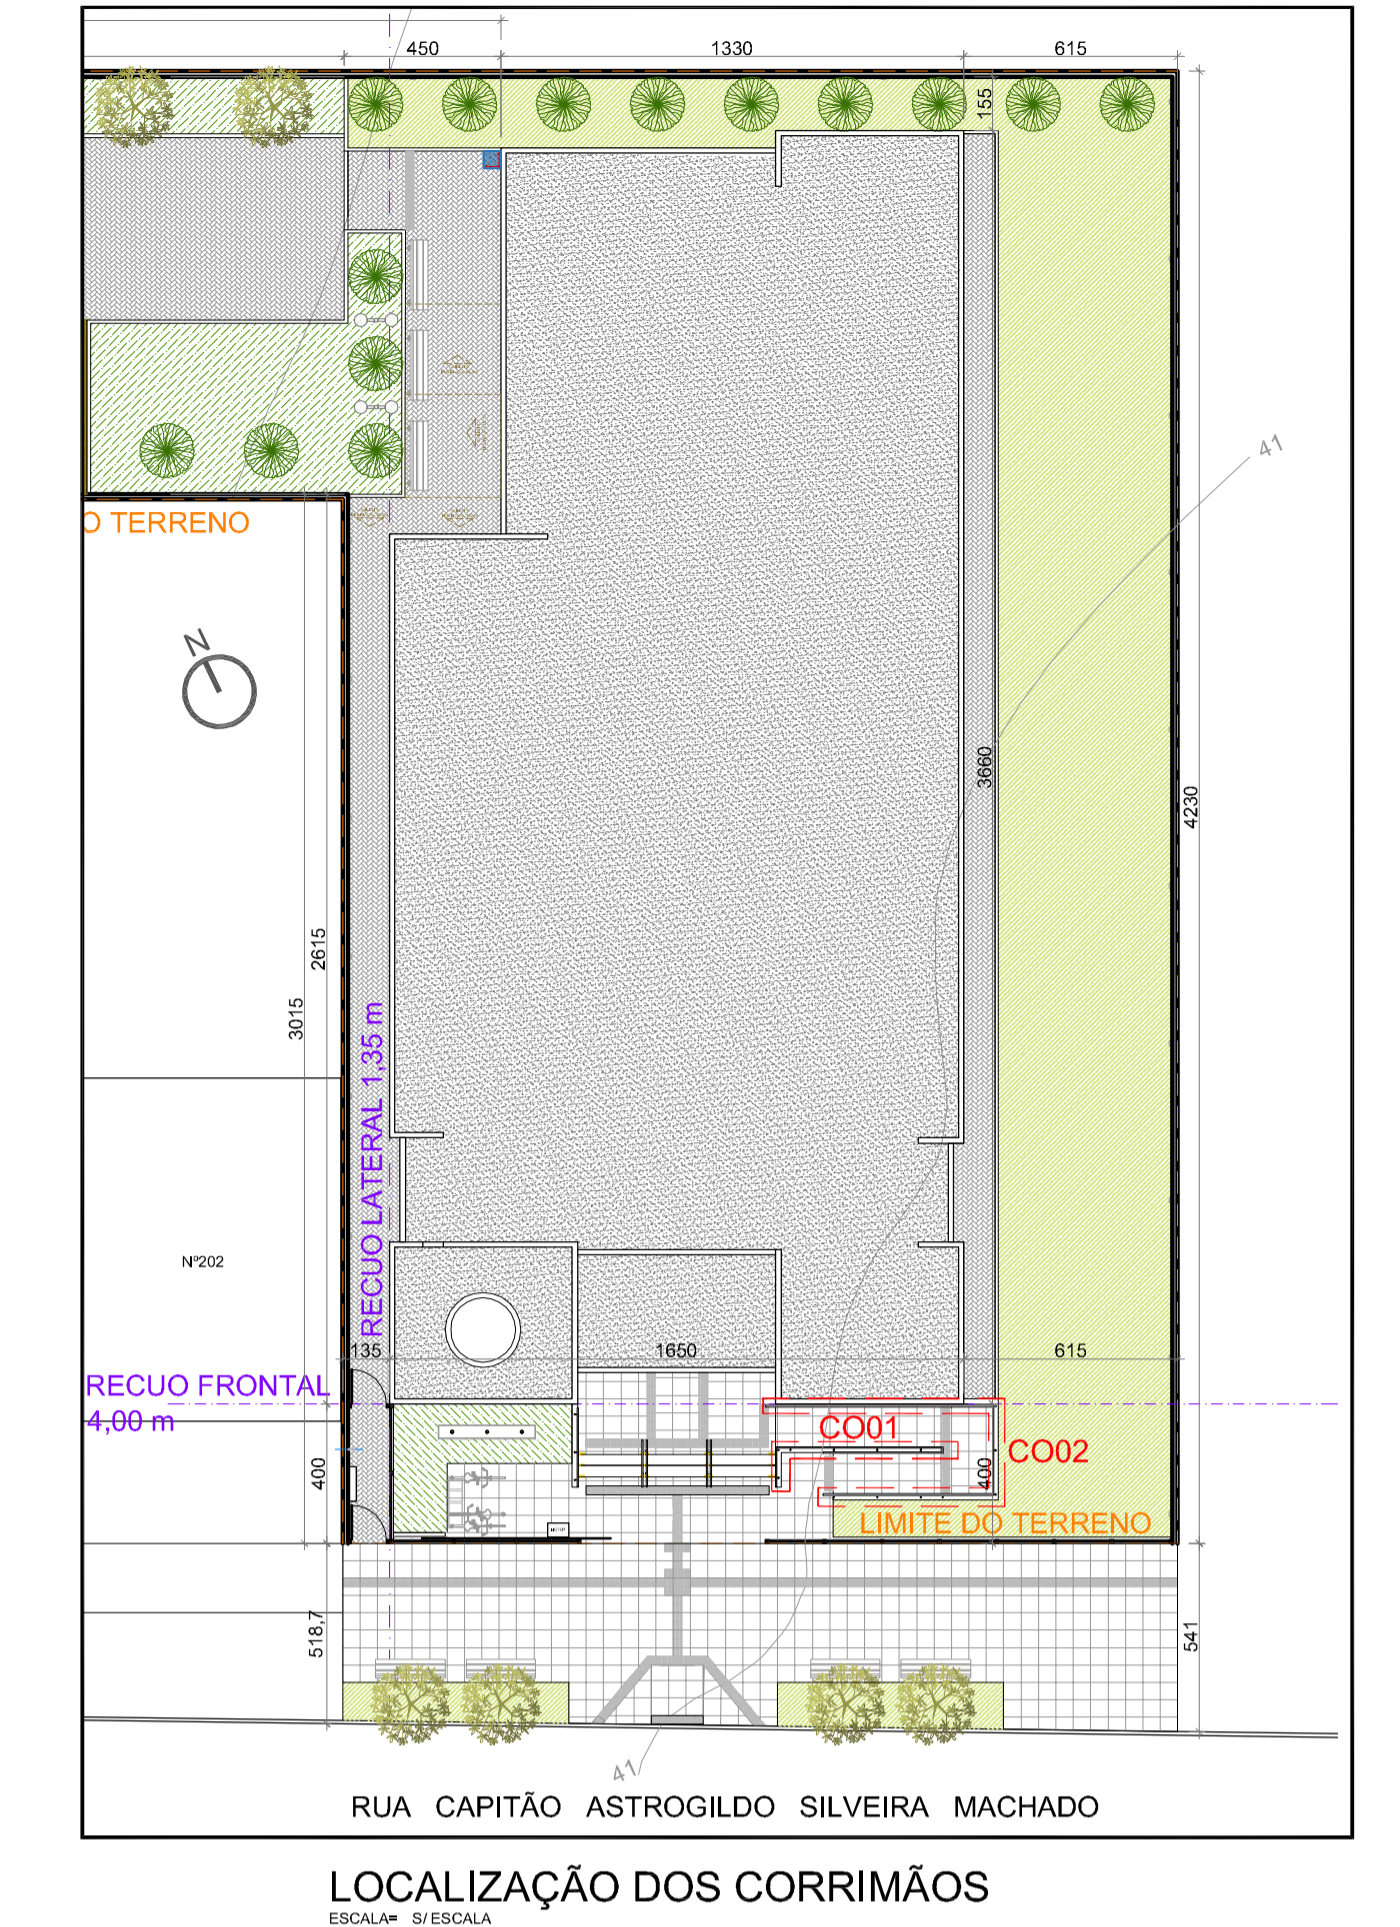 450
1330
615
155
41
O TERRENO
N
3660
4230
2615
3015
RECUO LATERAL 1,35 m
Nº202
135
1650
615
RECUO FRONTAL
4,00 m
CO01
CO02
400
400
LIMITE DO TERRENO
518,7
541
41
RUA CAPITÃO ASTROGILDO SILVEIRA MACHADO
LOCALIZAÇÃO DOS CORRIMÃOS
ESCALA= S/ ESCALA